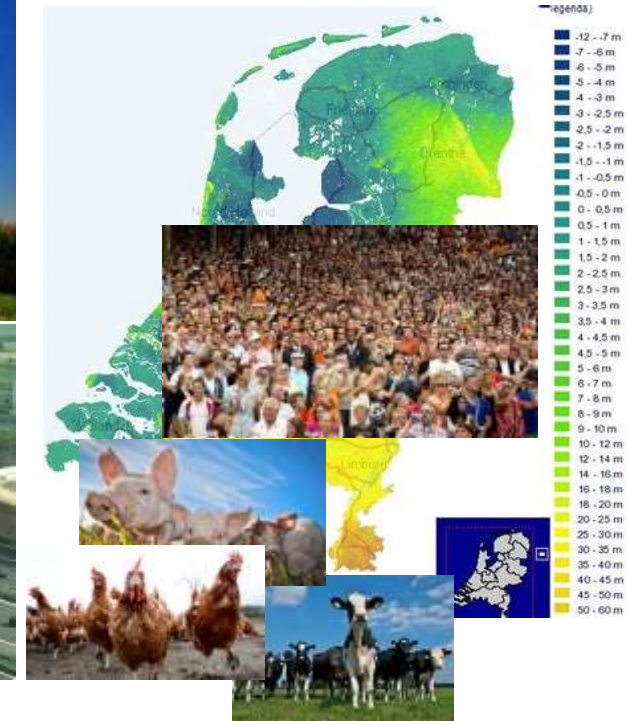 legenda)
-12 - -7 m
-7 - -6 m
-6 - -5 m
-5 - -4 m
-4 - -3 m
-3 - -2,5 m
-2,5 - -2 m
-2 - -1,5 m
-1,5 - -1 m
-1 - -0,5 m
-0,5 - 0 m
0 - 0,5 m
0,5 - 1 m
1 - 1,5 m
1,5 - 2 m
2 - 2,5 m
2,5 - 3 m
3 - 3,5 m
3,5 - 4 m
4 - 4,5 m
4,5 - 5 m
5 - 6 m
6 - 7 m
7 - 8 m
8 - 9 m
9 - 10 m
10 - 12 m
12 - 14 m
14 - 16 m
16 - 18 m
18 - 20 m
20 - 25 m
25 - 30 m
30 - 35 m
35 - 40 m
40 - 45 m
45 - 50 m
50 - 60 m
Groningen
Friesland
Drenthe
Limburg